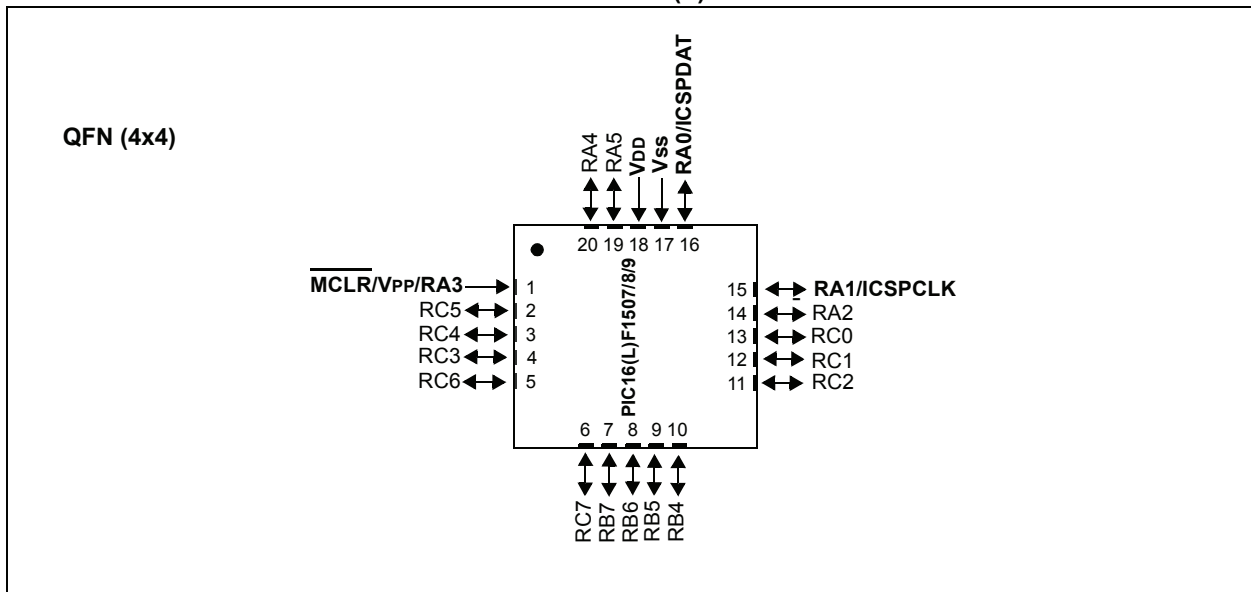 QFN (4x4)
RA4
RA5
VDD
Vss
RA0/ICSPDAT
20 19 18 17 16
MCLR/VPP/RA3 1
RC5 2
RC4 3
RC3 4
RC6 5
PIC16(L)F1507/8/9
15 RA1/ICSPCLK
14 RA2
13 RC0
12 RC1
11 RC2
6 7 8 9 10
RC7
RB7
RB6
RB5
RB4